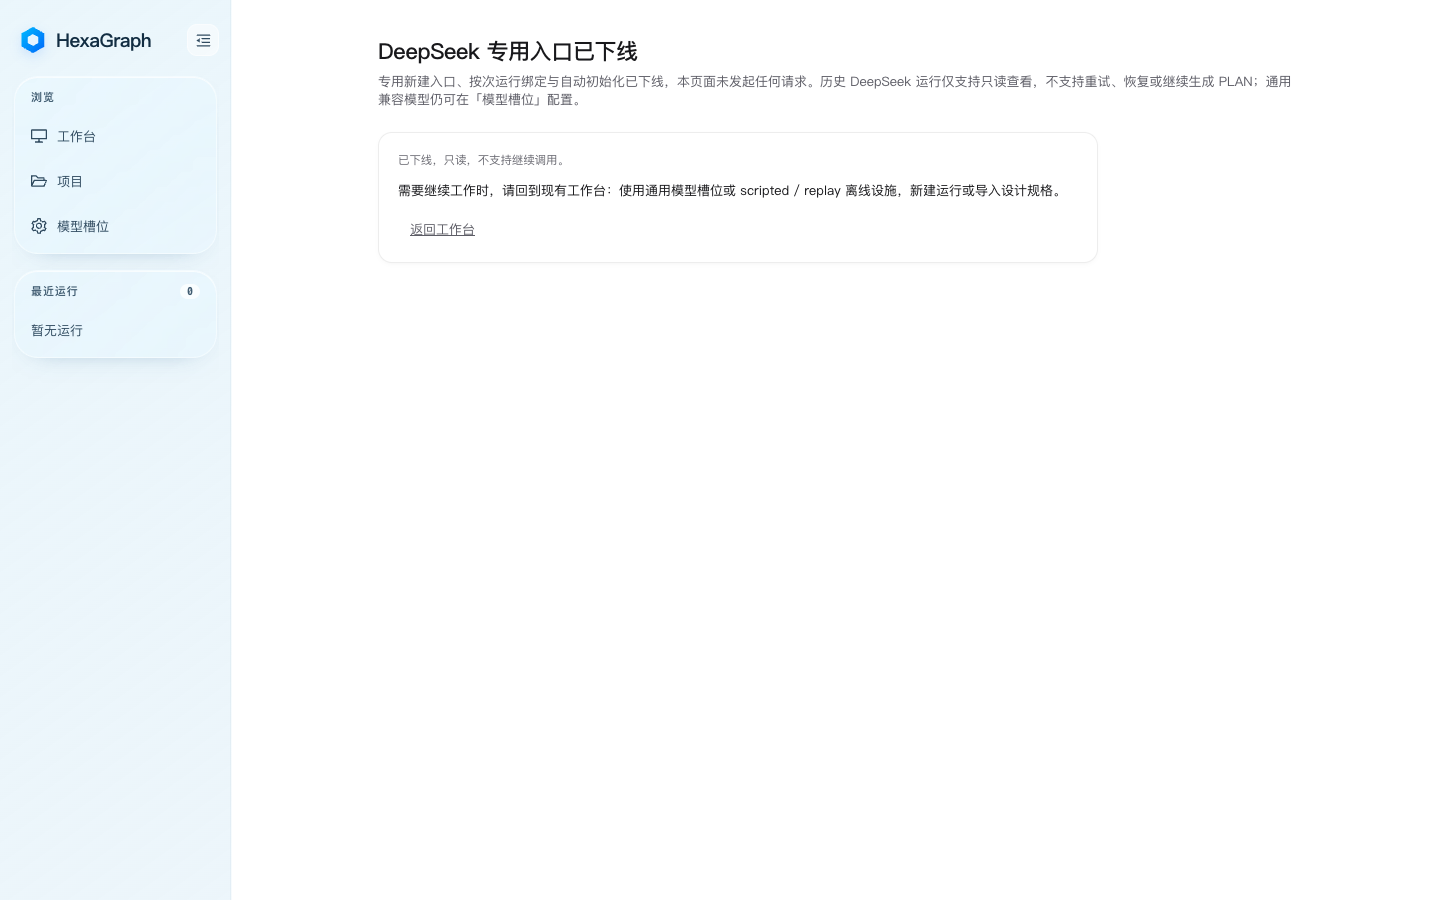 HexaGraph
浏览
工作台
项目
模型槽位
最近运行
0
暂无运行
DeepSeek 专用入口已下线
专用新建入口、按次运行绑定与自动初始化已下线，本页面未发起任何请求。历史 DeepSeek 运行仅支持只读查看，不支持重试、恢复或继续生成 PLAN；通用
兼容模型仍可在「模型槽位」配置。
已下线，只读，不支持继续调用。
需要继续工作时，请回到现有工作台：使用通用模型槽位或 scripted / replay 离线设施，新建运行或导入设计规格。
返回工作台